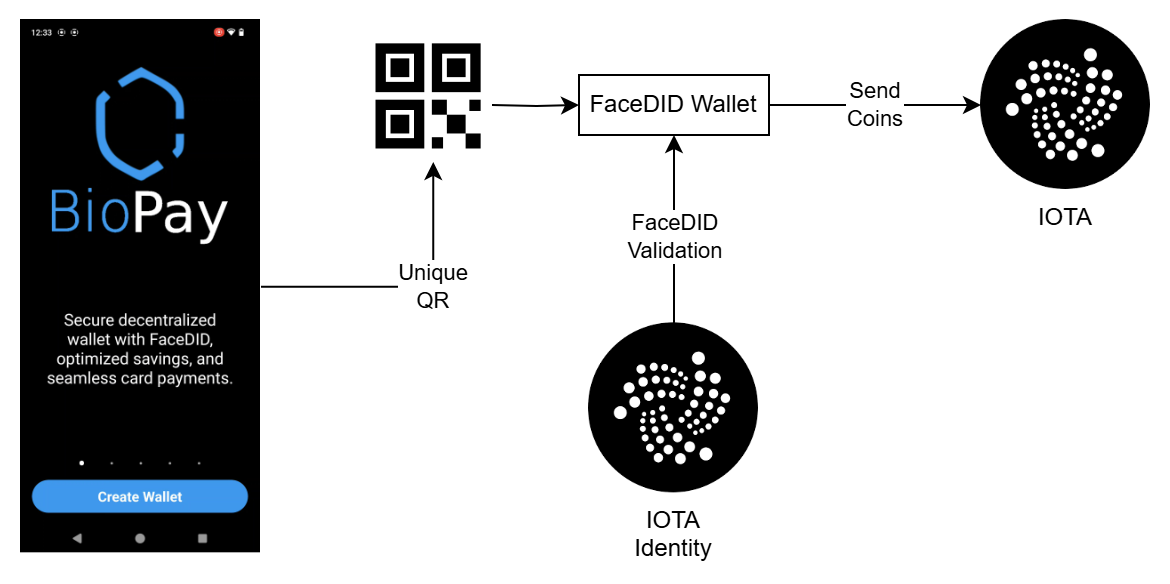 12:33
BioPay
Secure decentralized
wallet with FaceDID,
optimized savings, and
seamless card payments.
Create Wallet
Unique
QR
FaceDID Wallet
FaceDID
Validation
IOTA
Identity
Send
Coins
IOTA